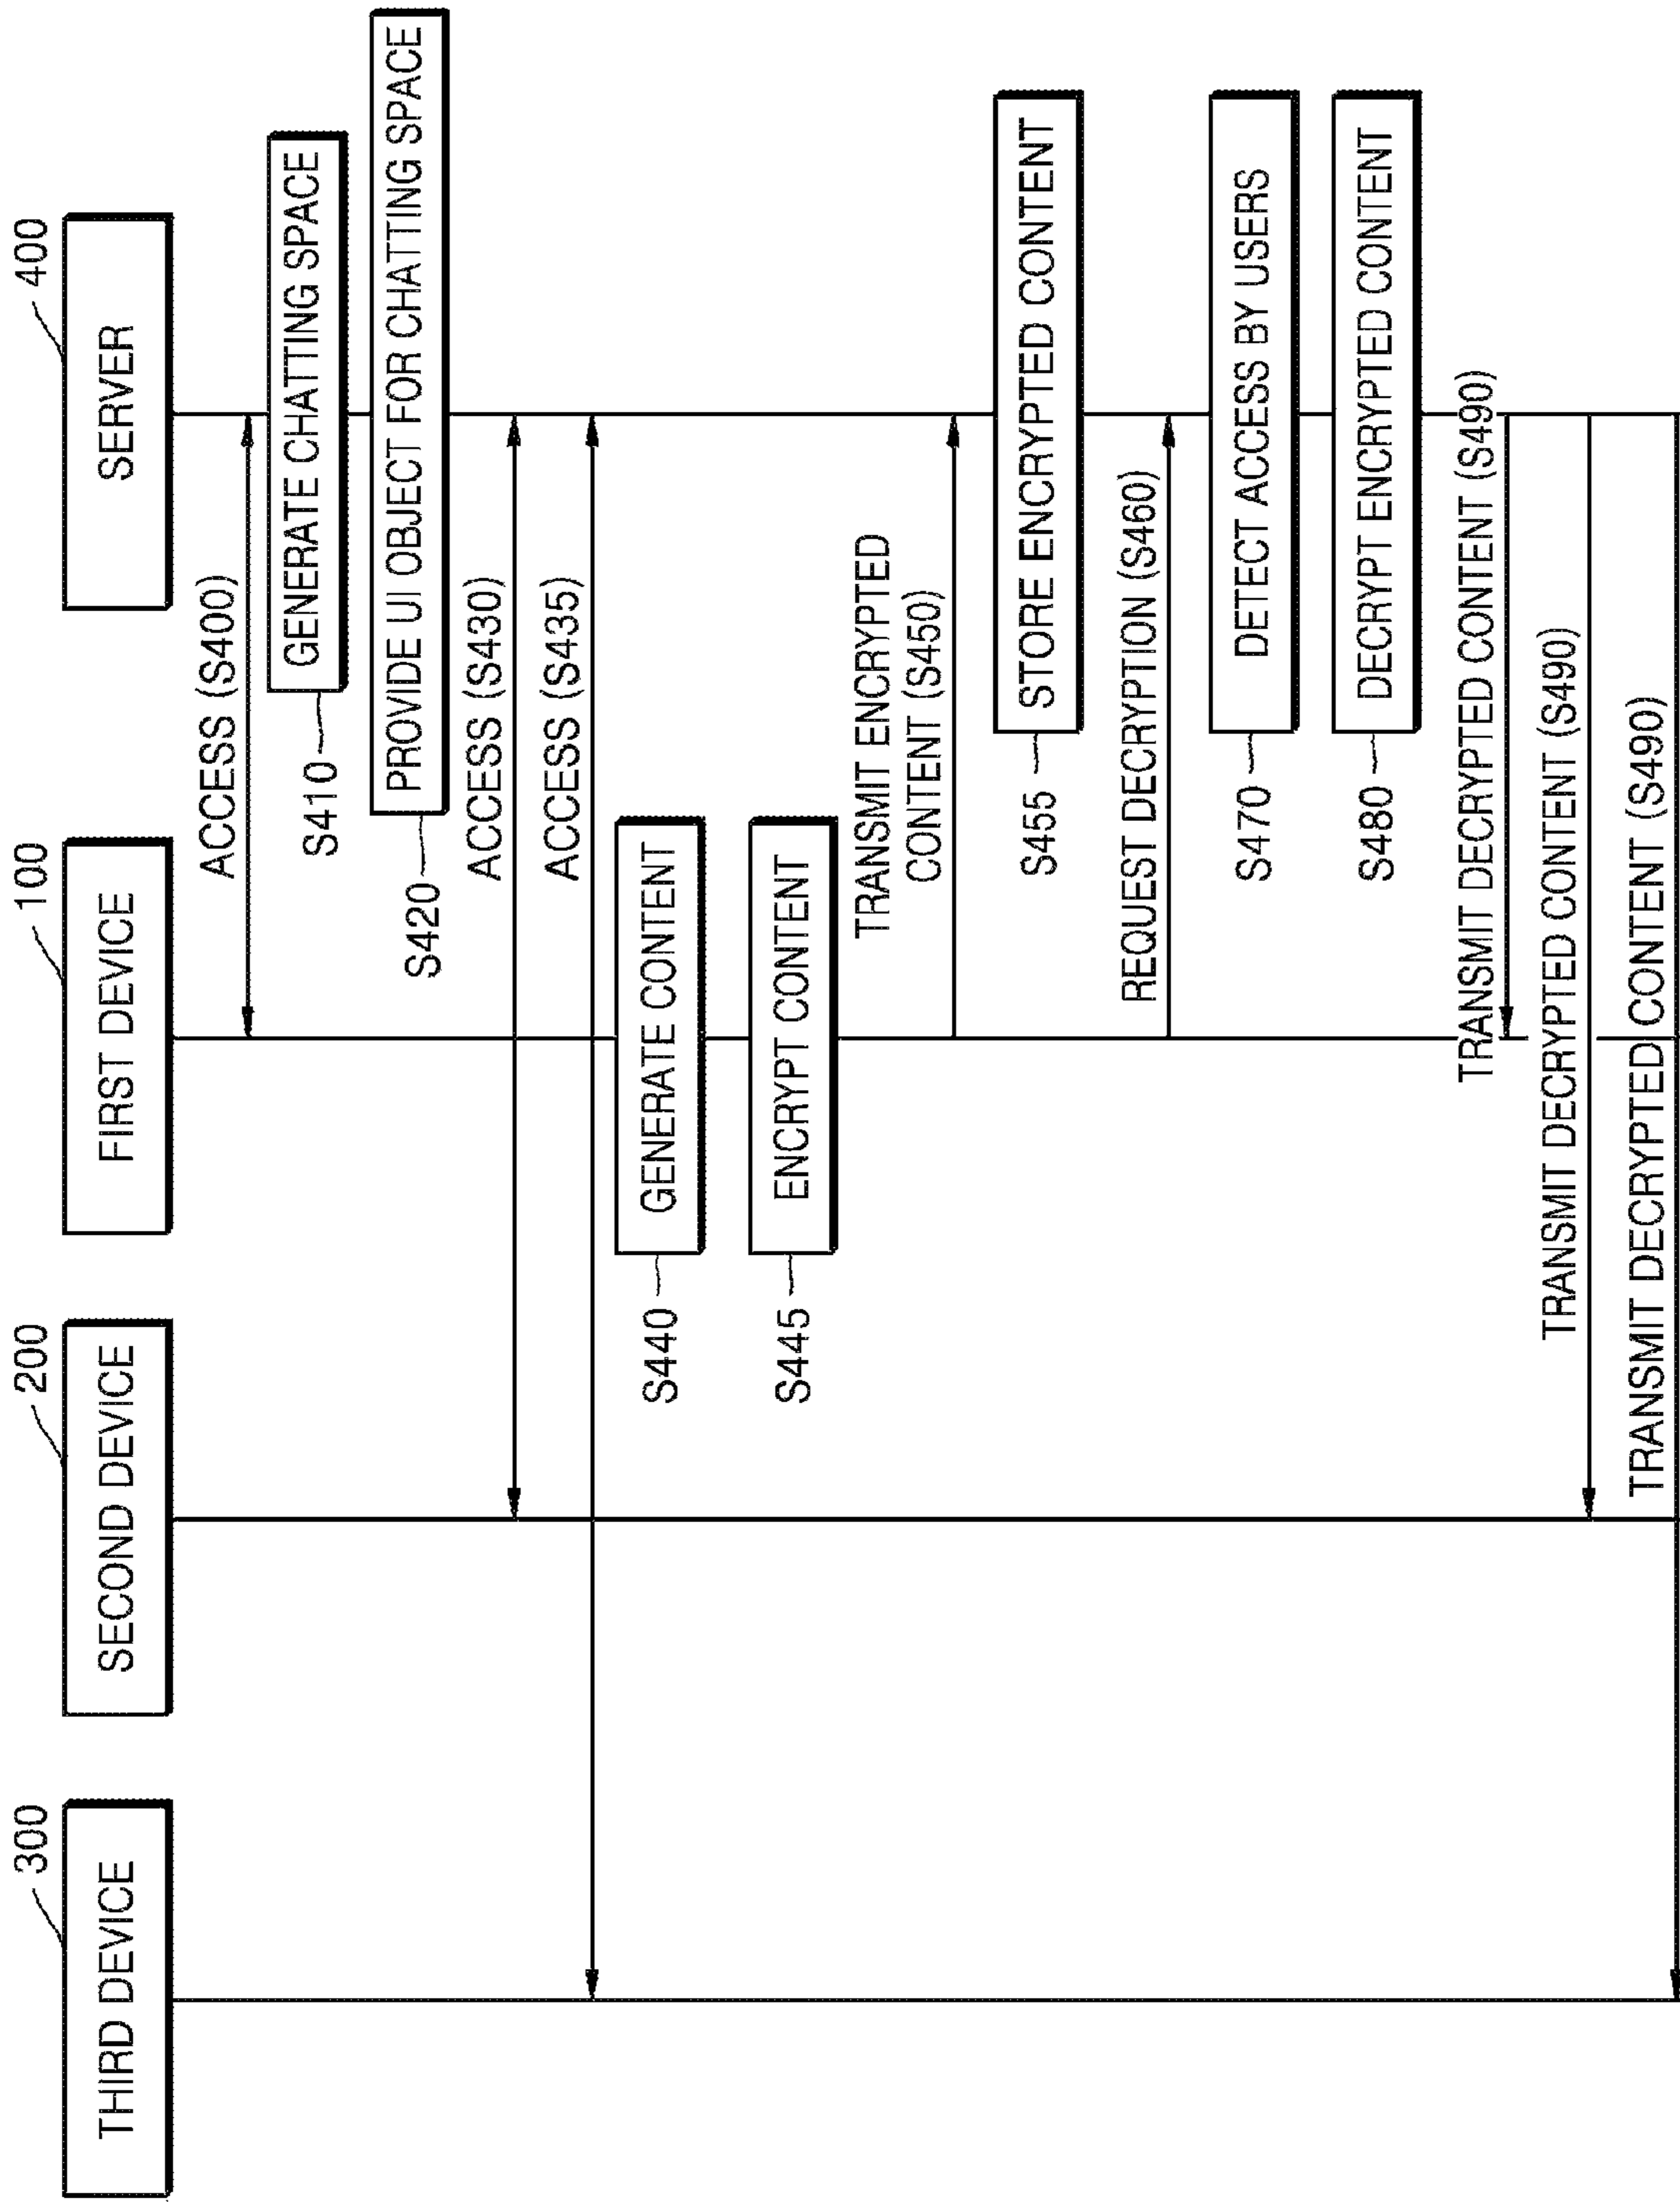 300
200
100
400
THIRD DEVICE
SECOND DEVICE
FIRST DEVICE
SERVER
ACCESS (S400)
GENERATE CHATTING SPACE
S410
PROVIDE UI OBJECT FOR CHATTING SPACE
S420
ACCESS (S430)
ACCESS (S435)
GENERATE CONTENT
S440
ENCRYPT CONTENT
S445
TRANSMIT ENCRYPTED
CONTENT (S450)
STORE ENCRYPTED CONTENT
S455
REQUEST DECRYPTION (S460)
DETECT ACCESS BY USERS
S470
DECRYPT ENCRYPTED CONTENT
S480
TRANSMIT DECRYPTED CONTENT (S490)
TRANSMIT DECRYPTED CONTENT (S490)
TRANSMIT DECRYPTED CONTENT (S490)